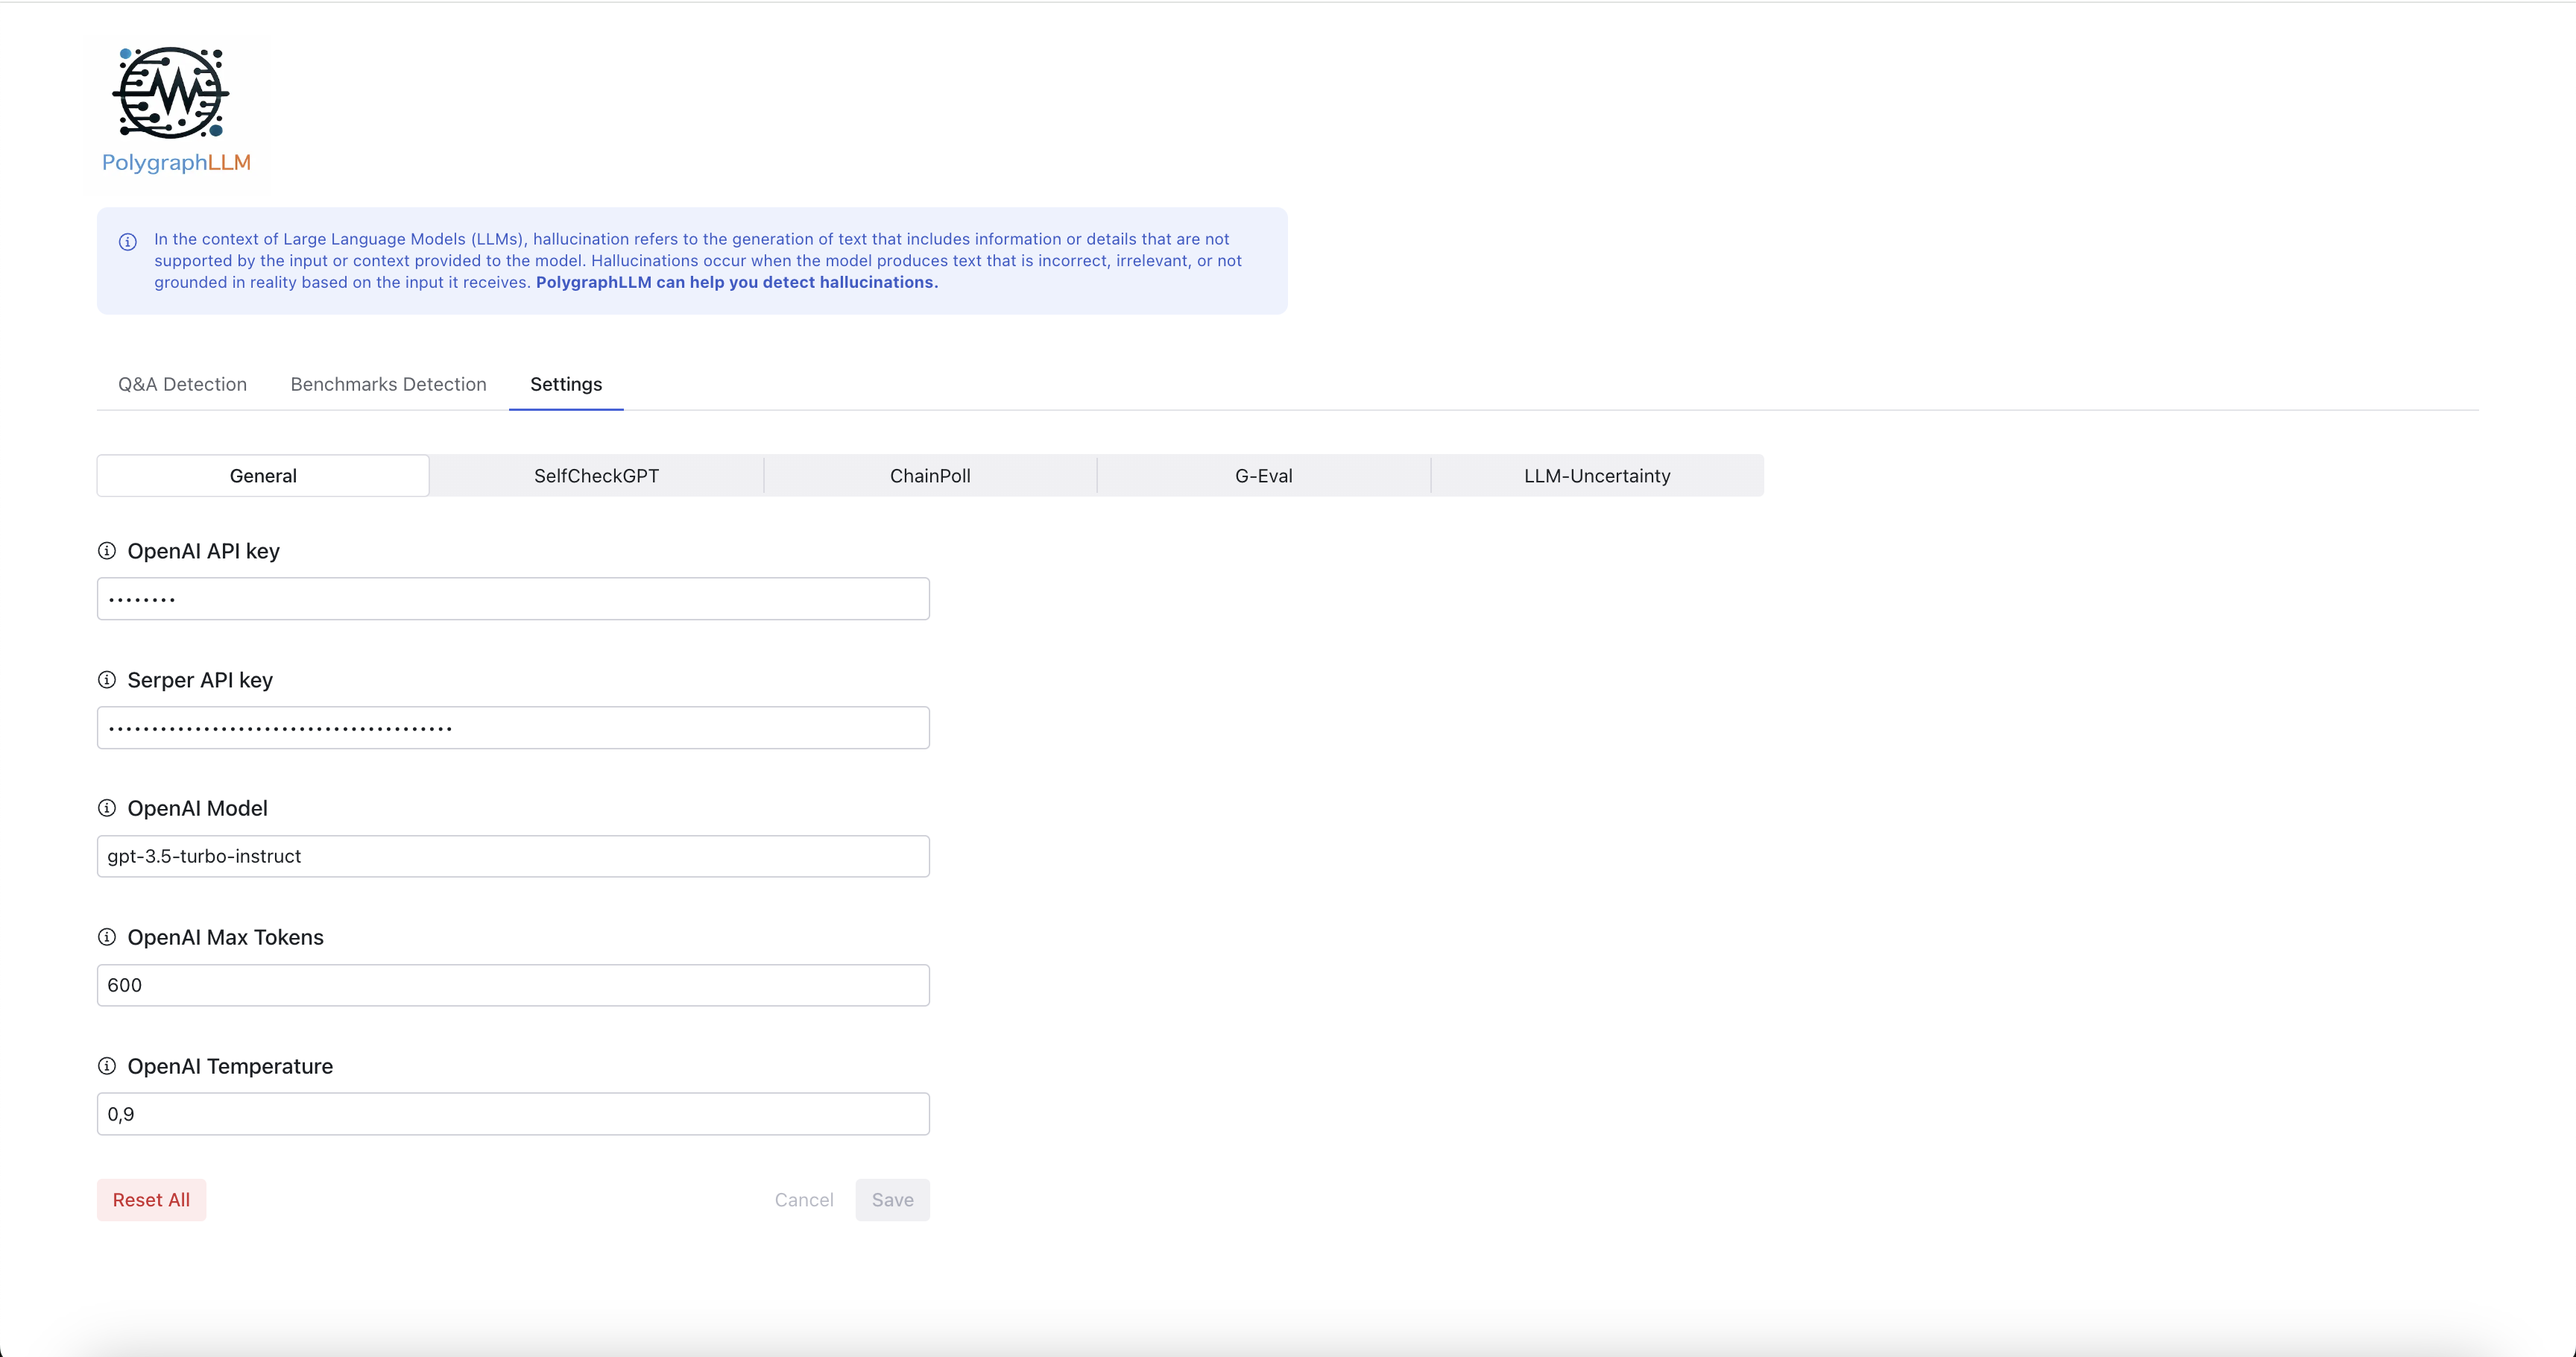 PolygraphLLM
In the context of Large Language Models (LLMs), hallucination refers to the generation of text that includes information or details that are not
supported by the input or context provided to the model. Hallucinations occur when the model produces text that is incorrect, irrelevant, or not
grounded in reality based on the input it receives. PolygraphLLM can help you detect hallucinations.
Q&A Detection Benchmarks Detection Settings
General SelfCheckGPT ChainPoll G-Eval LLM-Uncertainty
OpenAI API key
••••••••
Serper API key
••••••••••••••••••••••••••••••••••••••••
OpenAI Model
gpt-3.5-turbo-instruct
OpenAI Max Tokens
600
OpenAI Temperature
0,9
Reset All Cancel Save